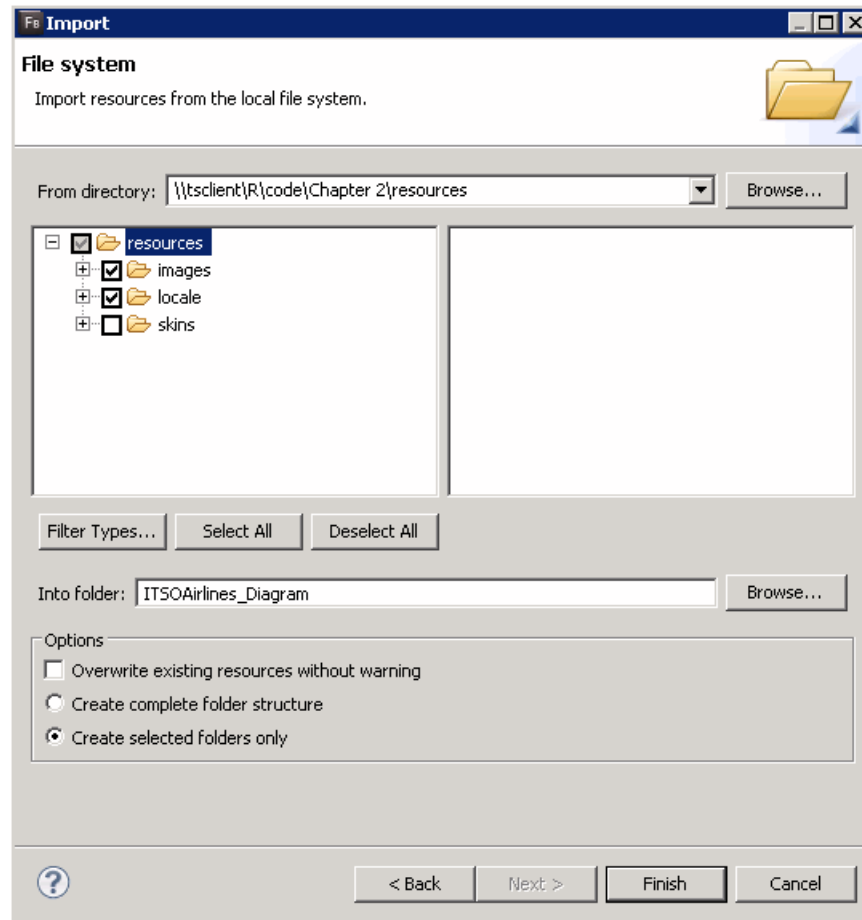 FB Import
File system
Import resources from the local file system.
From directory: \\tsclient\R\code\Chapter 2\resources Browse...
resources
images
locale
skins
Filter Types... Select All Deselect All
Into folder: ITSOAirlines_Diagram Browse...
Options
Overwrite existing resources without warning
Create complete folder structure
Create selected folders only
? < Back Next > Finish Cancel